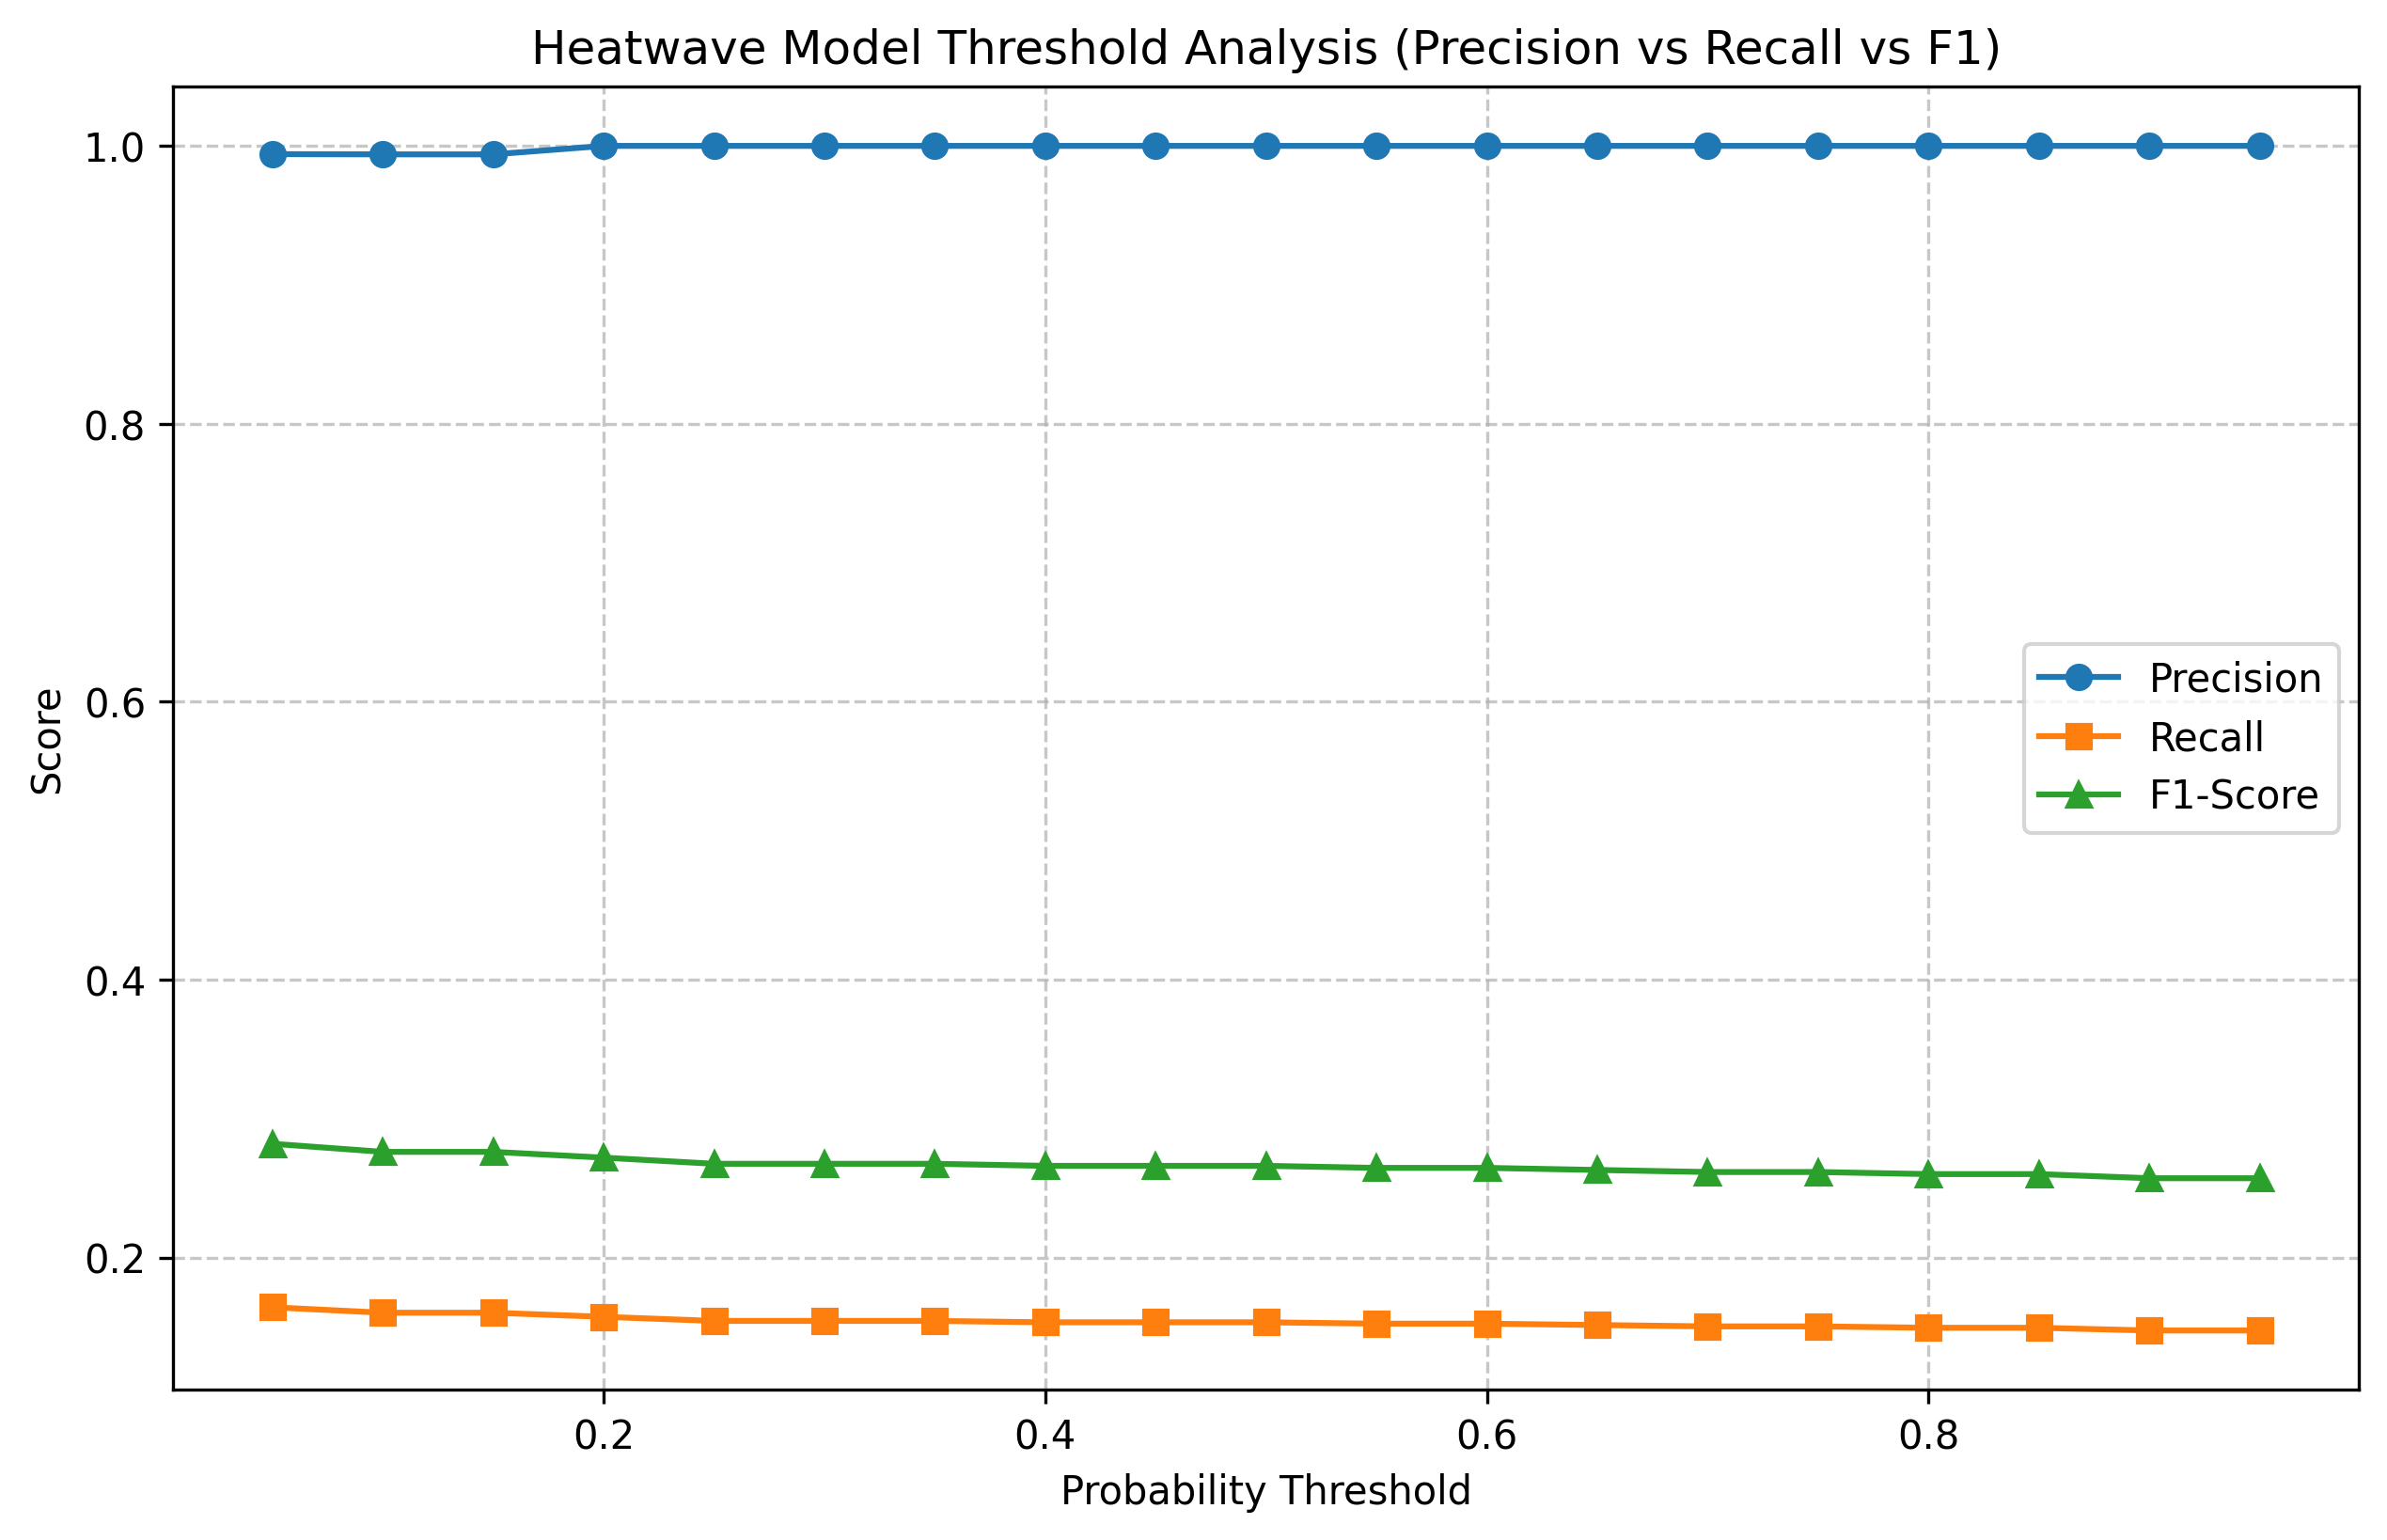 Heatwave Model Threshold Analysis (Precision vs Recall vs F1)
1.0
0.8
0.6
0.4
0.2
Score
Precision
Recall
F1-Score
0.2
0.4
0.6
0.8
Probability Threshold